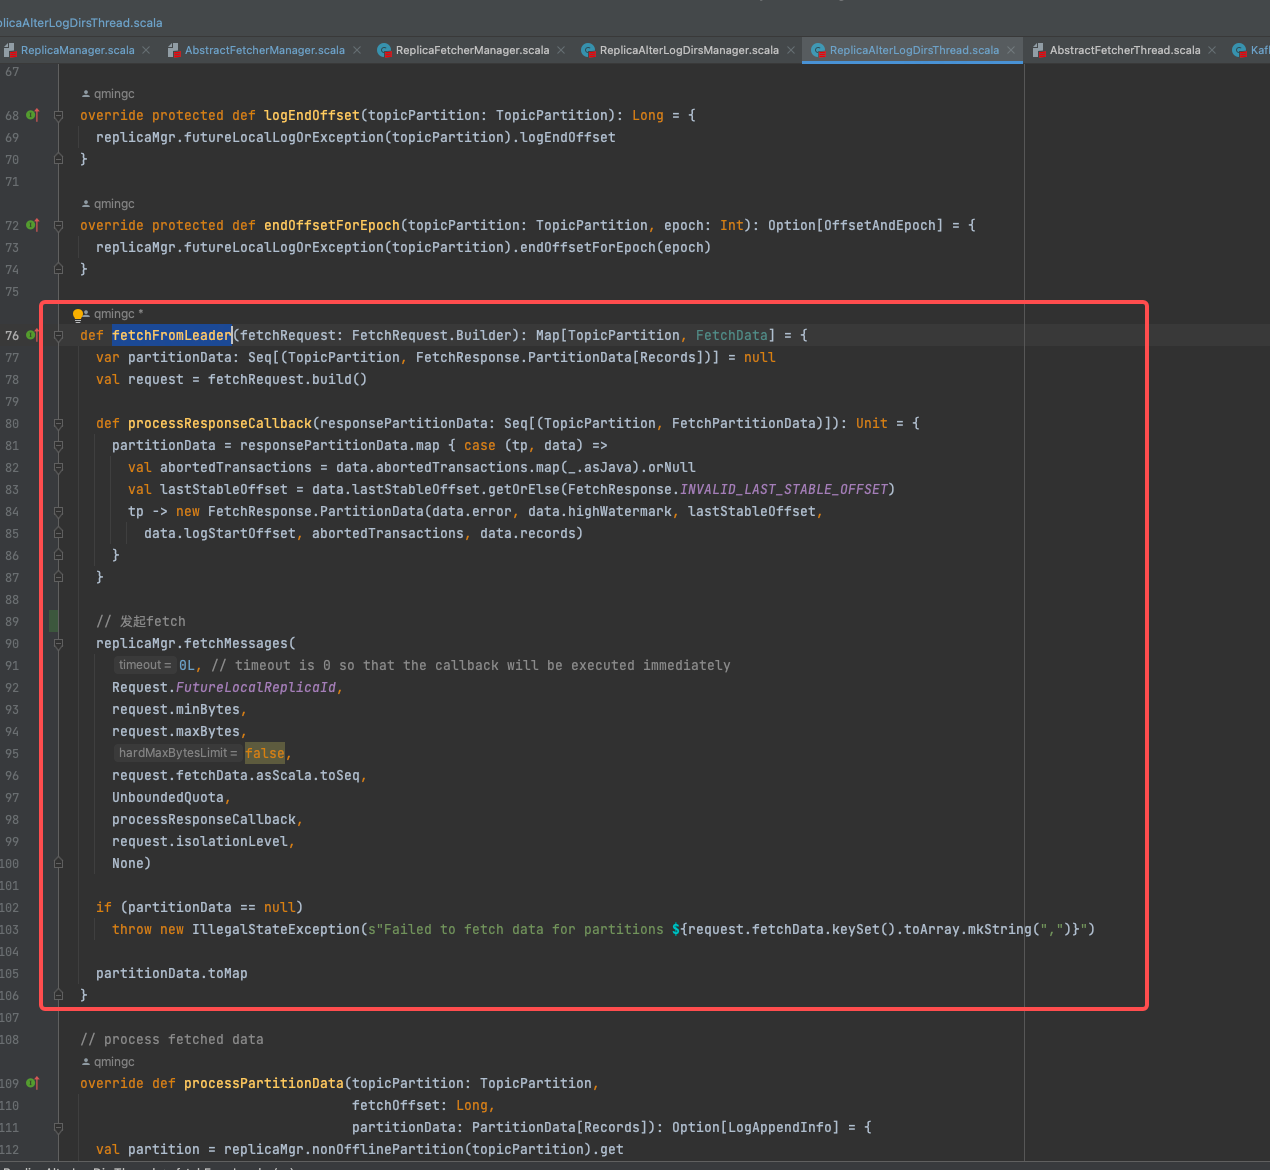 plicaAlterLogDirsThread.scala
ReplicaManager.scala AbstractFetcherManager.scala ReplicaFetcherManager.scala ReplicaAlterLogDirsManager.scala ReplicaAlterLogDirsThread.scala AbstractFetcherThread.scala Kaf
67
qmingc
68 override protected def logEndOffset(topicPartition: TopicPartition): Long = {
69 replicaMgr.futureLocalLogOrException(topicPartition).logEndOffset
70 }
71
qmingc
72 override protected def endOffsetForEpoch(topicPartition: TopicPartition, epoch: Int): Option[OffsetAndEpoch] = {
73 replicaMgr.futureLocalLogOrException(topicPartition).endOffsetForEpoch(epoch)
74 }
75
qmingc *
76 def fetchFromLeader(fetchRequest: FetchRequest.Builder): Map[TopicPartition, FetchData] = {
77 var partitionData: Seq[(TopicPartition, FetchResponse.PartitionData[Records])] = null
78 val request = fetchRequest.build()
79
80 def processResponseCallback(responsePartitionData: Seq[(TopicPartition, FetchPartitionData)]): Unit = {
81 partitionData = responsePartitionData.map { case (tp, data) =>
82 val abortedTransactions = data.abortedTransactions.map(_.asJava).orNull
83 val lastStableOffset = data.lastStableOffset.getOrElse(FetchResponse.INVALID_LAST_STABLE_OFFSET)
84 tp -> new FetchResponse.PartitionData(data.error, data.highWatermark, lastStableOffset,
85 data.logStartOffset, abortedTransactions, data.records)
86 }
87 }
88
89 // 发起fetch
90 replicaMgr.fetchMessages(
91 timeout = 0L, // timeout is 0 so that the callback will be executed immediately
92 Request.FutureLocalReplicaId,
93 request.minBytes,
94 request.maxBytes,
95 hardMaxBytesLimit = false,
96 request.fetchData.asScala.toSeq,
97 UnboundedQuota,
98 processResponseCallback,
99 request.isolationLevel,
100 None)
101
102 if (partitionData == null)
103 throw new IllegalStateException(s"Failed to fetch data for partitions ${request.fetchData.keySet().toArray.mkString(",")}")
104
105 partitionData.toMap
106 }
107
108 // process fetched data
qmingc
109 override def processPartitionData(topicPartition: TopicPartition,
110 fetchOffset: Long,
111 partitionData: PartitionData[Records]): Option[LogAppendInfo] = {
112 val partition = replicaMgr.nonOfflinePartition(topicPartition).get